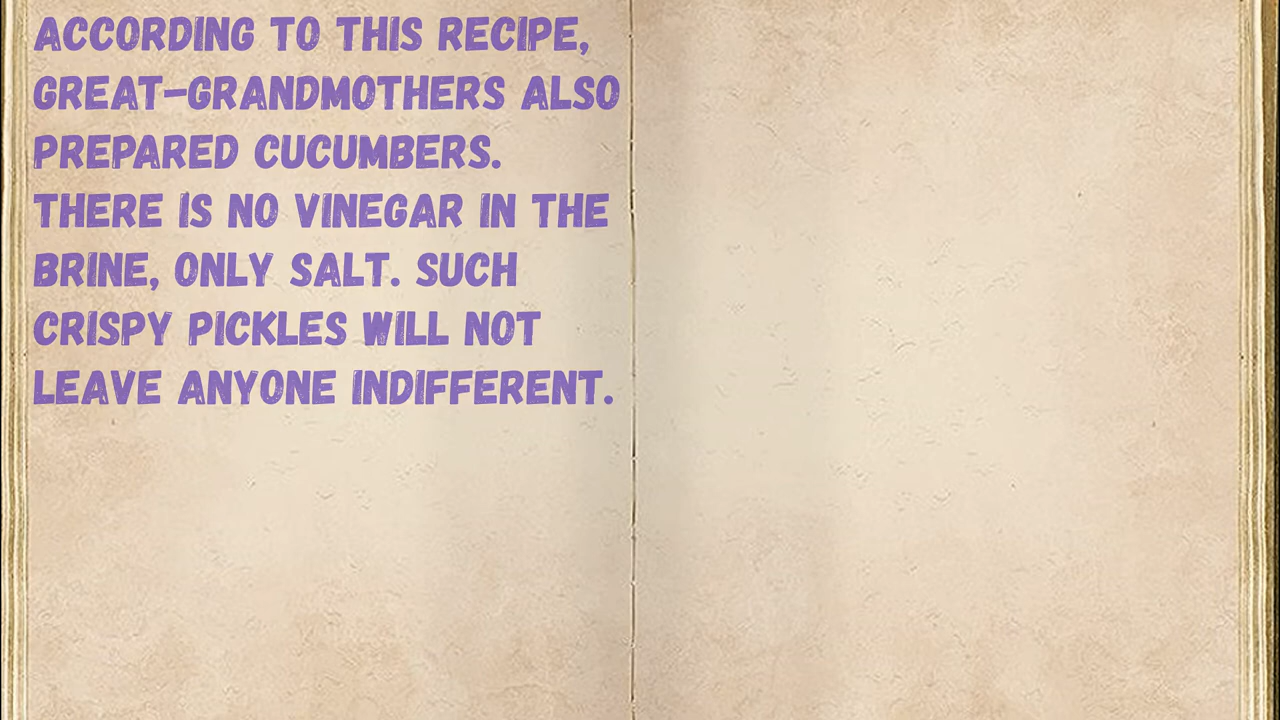 ACCORDING TO THIS RECIPE,
GREAT-GRANDMOTHERS ALSO
PREPARED CUCUMBERS.
THERE IS NO VINEGAR IN THE
BRINE, ONLY SALT. SUCH
CRISPY PICKLES WILL NOT
LEAVE ANYONE INDIFFERENT.